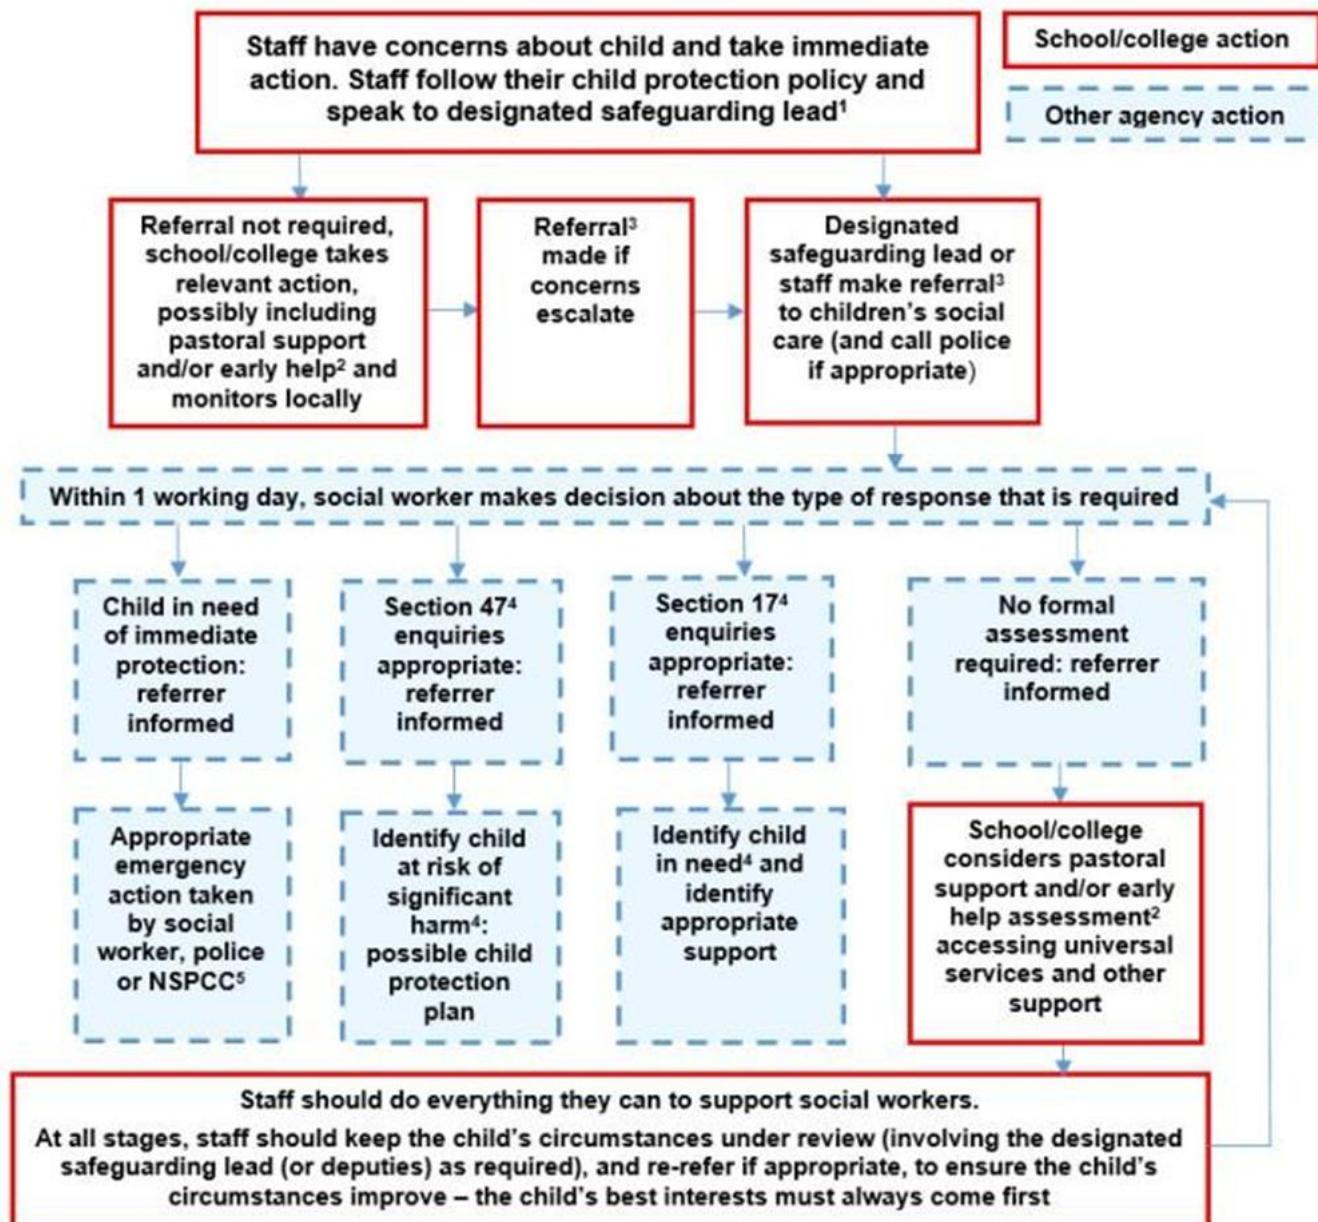 Staff have concerns about child and take immediate
action. Staff follow their child protection policy and
speak to designated safeguarding lead¹
School/college action
Other agency action
Referral not required,
school/college takes
relevant action,
possibly including
pastoral support
and/or early help² and
monitors locally
Referral³
made if
concerns
escalate
Designated
safeguarding lead or
staff make referral³
to children's social
care (and call police
if appropriate)
Within 1 working day, social worker makes decision about the type of response that is required
Child in need
of immediate
protection:
referrer
informed
Section 47⁴
enquiries
appropriate:
referrer
informed
Section 17⁴
enquiries
appropriate:
referrer
informed
No formal
assessment
required: referrer
informed
Appropriate
emergency
action taken
by social
worker, police
or NSPCC⁵
Identify child
at risk of
significant
harm⁴:
possible child
protection
plan
Identify child
in need⁴ and
identify
appropriate
support
School/college
considers pastoral
support and/or early
help assessment²
accessing universal
services and other
support
Staff should do everything they can to support social workers.
At all stages, staff should keep the child's circumstances under review (involving the designated
safeguarding lead (or deputies) as required), and re-refer if appropriate, to ensure the child's
circumstances improve – the child's best interests must always come first